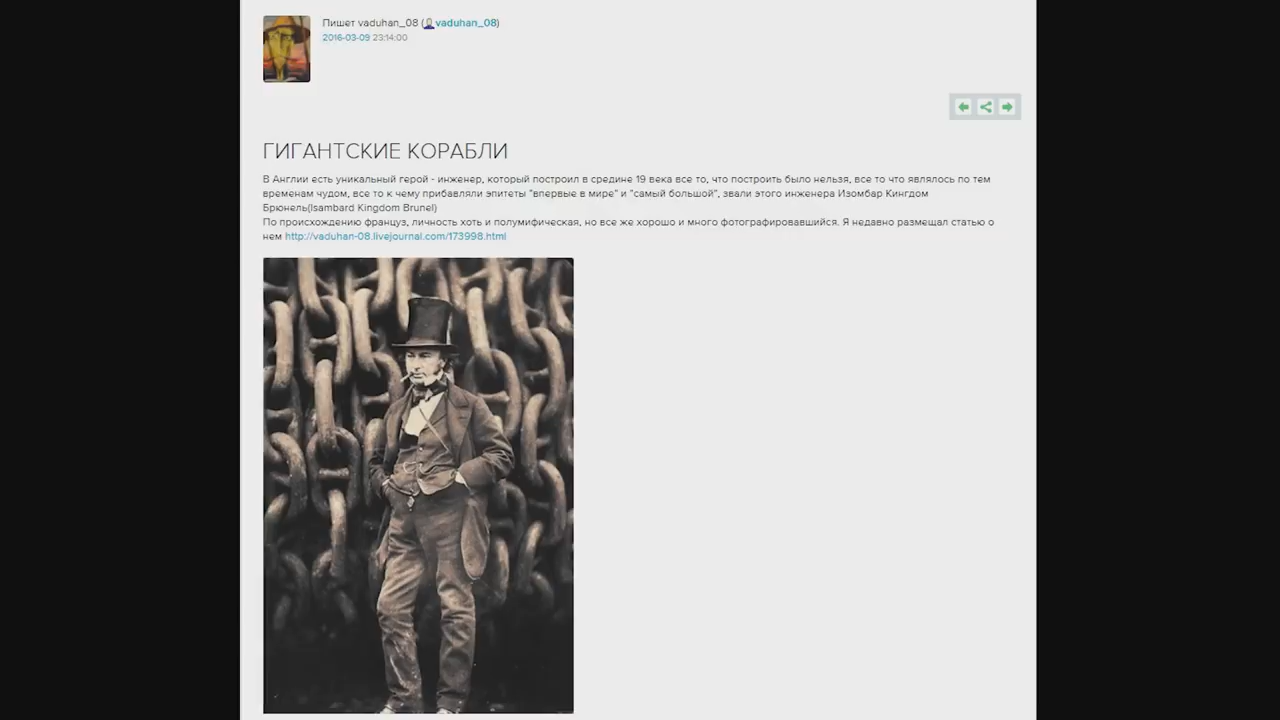 Пишет vaduhan_08 (vaduhan_08)
2016-03-09 23:14:00
ГИГАНТСКИЕ КОРАБЛИ
В Англии есть уникальный герой - инженер, который построил в средине 19 века все то, что построить было нельзя, все то что являлось по тем
временам чудом, все то к чему прибавляли эпитеты "впервые в мире" и "самый большой", звали этого инженера Изомбар Кингдом
Брюнель(Isambard Kingdom Brunel)
По происхождению француз, личность хоть и полумифическая, но все же хорошо и много фотографировавшийся. Я недавно размещал статью о
нем http://vaduhan-08.livejournal.com/173998.html